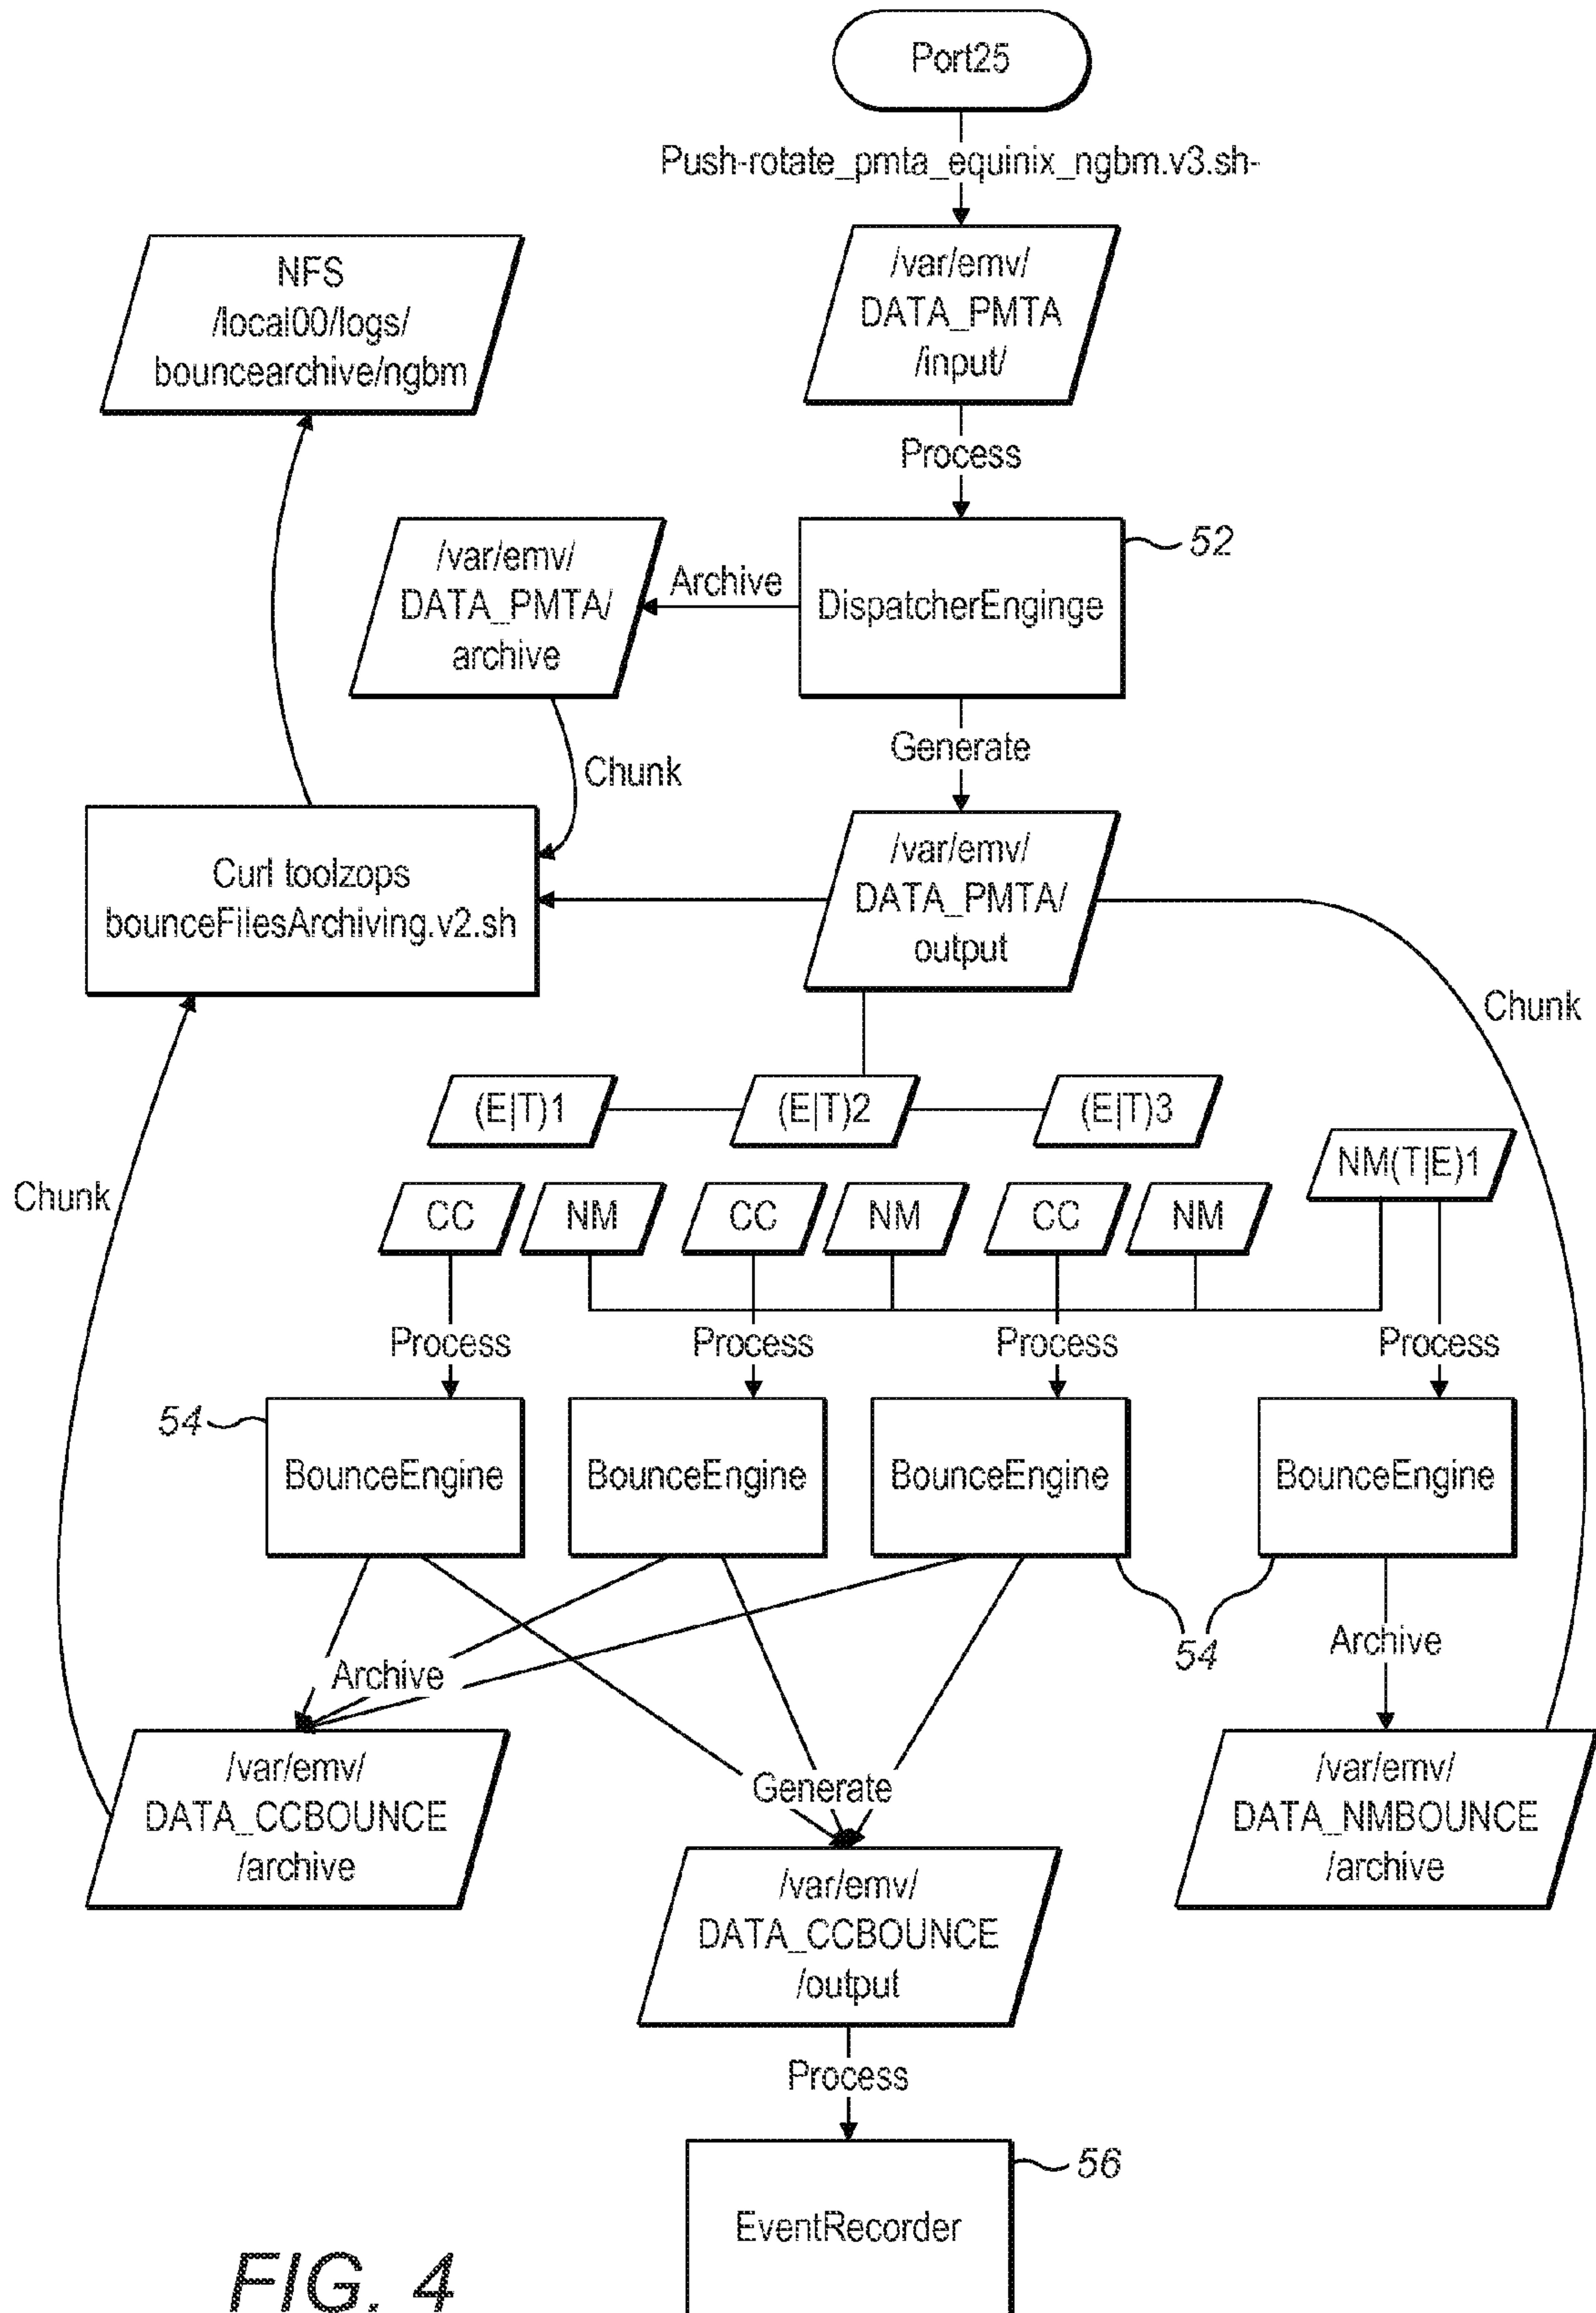 Port25
Push-rotate_pmta_equinix_ngbm.v3.sh-
/var/emv/
DATA_PMTA
/input/
NFS
/local00/logs/
bouncearchive/ngbm
Process
DispatcherEnginge
52
Archive
/var/emv/
DATA_PMTA/
archive
Chunk
Generate
Curl toolzops
bounceFilesArchiving.v2.sh
/var/emv/
DATA_PMTA/
output
Chunk
(E|T)1
(E|T)2
(E|T)3
NM(T|E)1
Chunk
CC
NM
CC
NM
CC
NM
Process
Process
Process
Process
54
BounceEngine
BounceEngine
BounceEngine
BounceEngine
54
Archive
Archive
/var/emv/
DATA_CCBOUNCE
/archive
Generate
/var/emv/
DATA_NMBOUNCE
/archive
/var/emv/
DATA_CCBOUNCE
/output
Process
56
EventRecorder
FIG. 4